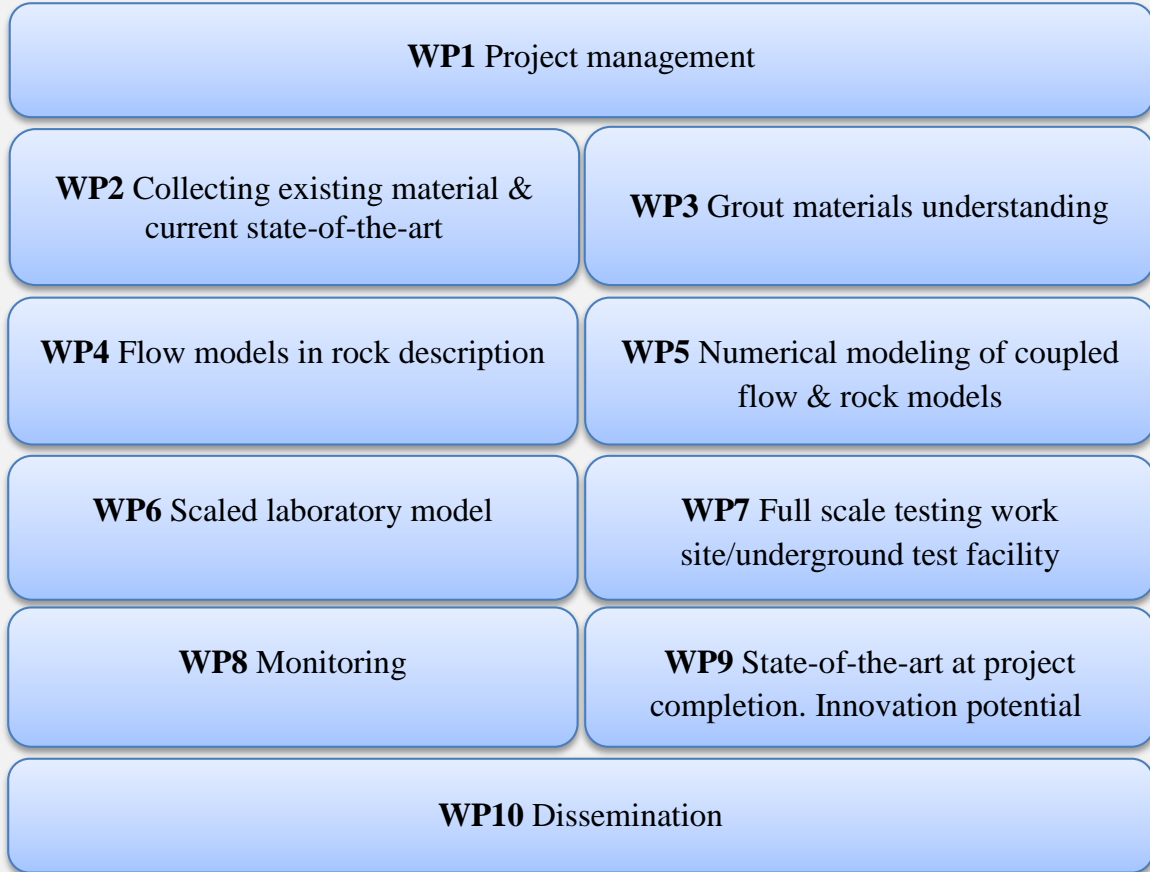 WP1 Project management
WP2 Collecting existing material &
current state-of-the-art
WP3 Grout materials understanding
WP4 Flow models in rock description
WP5 Numerical modeling of coupled
flow & rock models
WP6 Scaled laboratory model
WP7 Full scale testing work
site/underground test facility
WP8 Monitoring
WP9 State-of-the-art at project
completion. Innovation potential
WP10 Dissemination